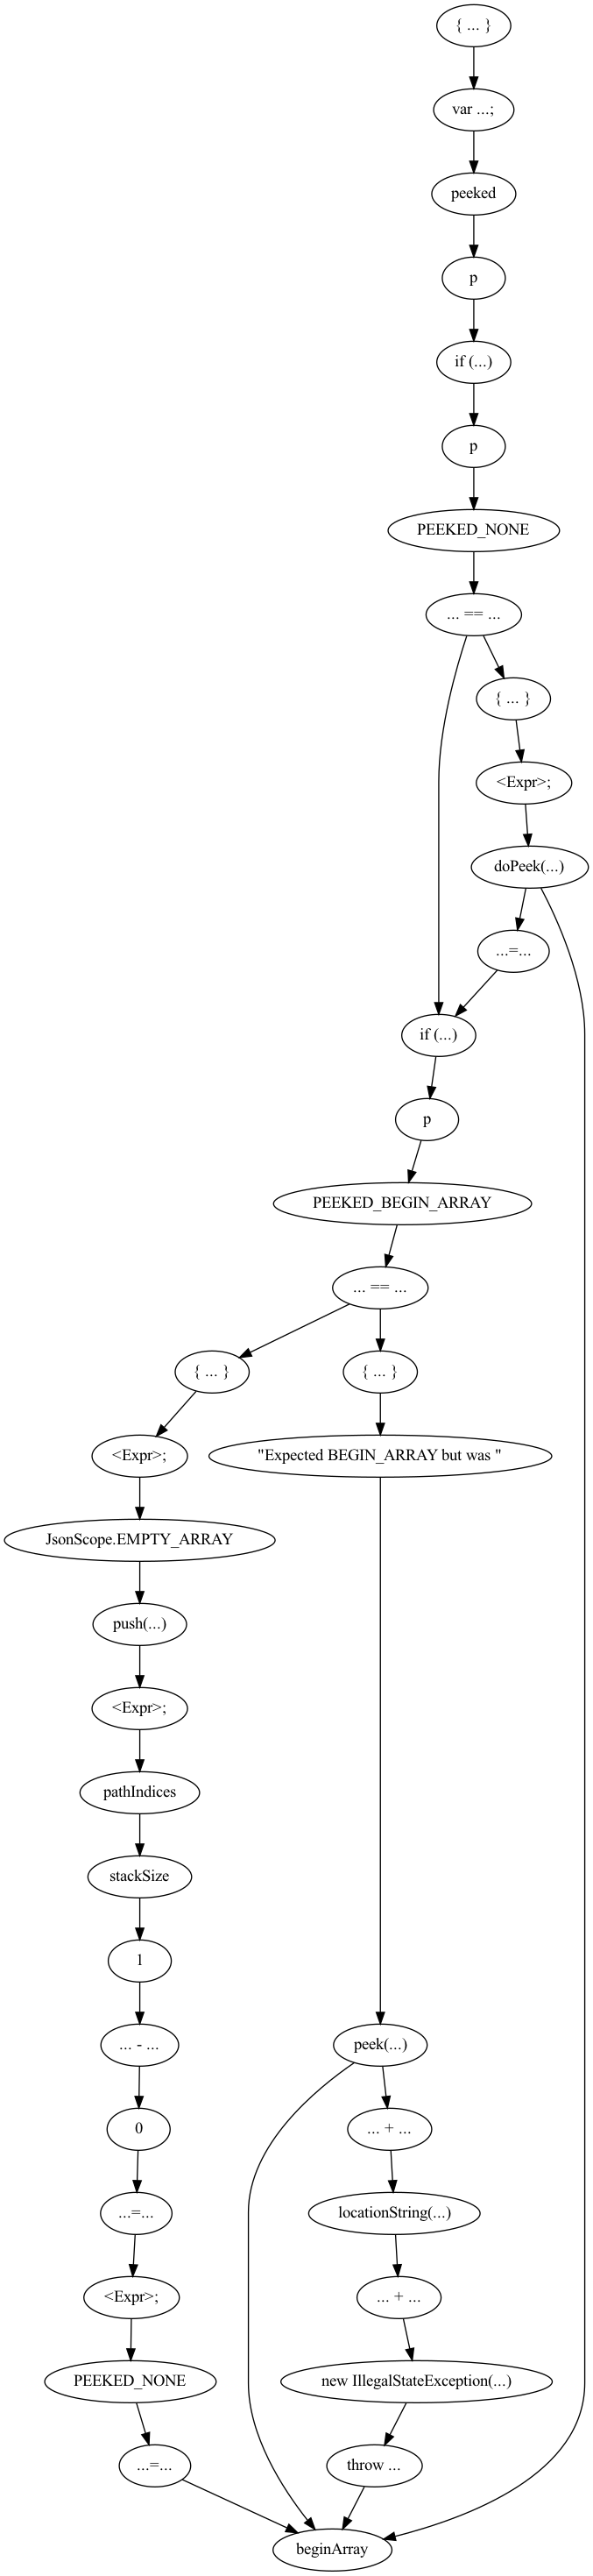 { ... }
var ...;
peeked
p
if (...)
p
PEEKED_NONE
... == ...
{ ... }
<Expr>;
doPeek(...)
...=...
if (...)
p
PEEKED_BEGIN_ARRAY
... == ...
{ ... }
{ ... }
<Expr>;
"Expected BEGIN_ARRAY but was "
JsonScope.EMPTY_ARRAY
push(...)
<Expr>;
pathIndices
stackSize
1
... - ...
peek(...)
0
... + ...
...=...
locationString(...)
<Expr>;
... + ...
PEEKED_NONE
new IllegalStateException(...)
...=...
throw ...
beginArray